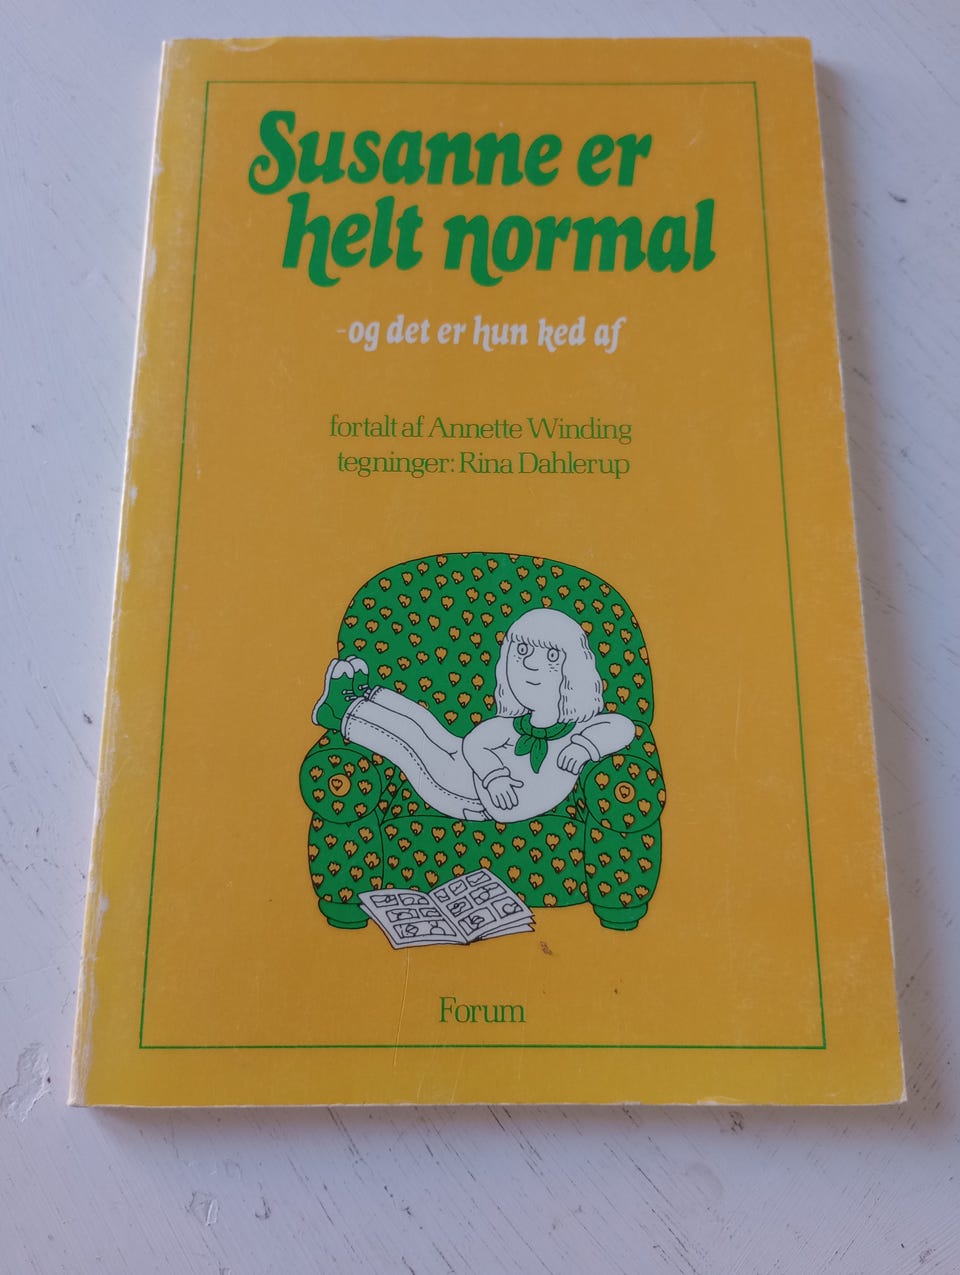 Susanne er
helt normal
-og det er hun ked af
fortalt af Annette Winding
tegninger: Rina Dahlerup
Forum